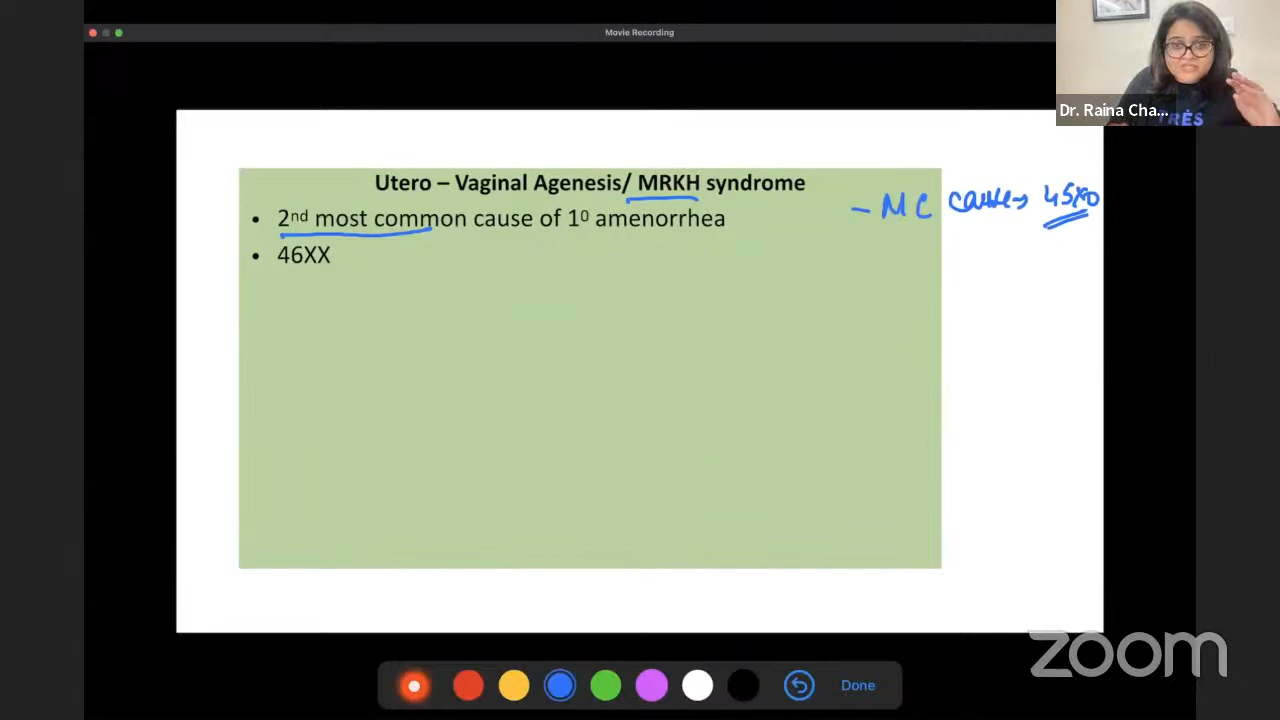 Movie Recording
Dr. Raina Cha...
TRÈS
Utero – Vaginal Agenesis/ MRKH syndrome
• 2nd most common cause of 1⁰ amenorrhea
– MC cause → 45XO
• 46XX
zoom
Done